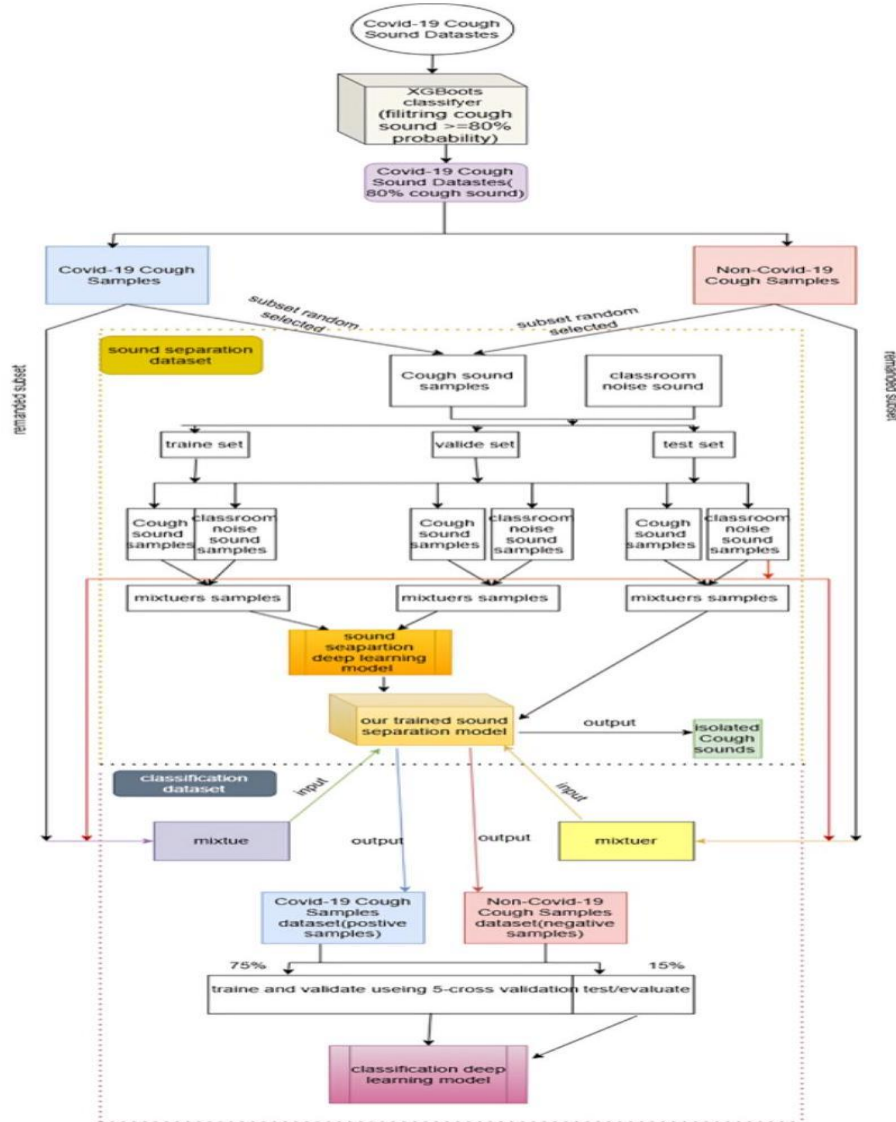 Covid-19 Cough
Sound Datastes
XGBoots
classifyer
(filitring cough
sound >=80%
probability)
Covid-19 Cough
Sound Datastes(
80% cough sound)
Covid-19 Cough
Samples
Non-Covid-19
Cough Samples
subset random
selected
subset random
selected
sound separation
dataset
Cough sound
samples
classroom
noise sound
remanded subset
remanded subset
traine set
valide set
test set
Cough
sound
samples
classroom
noise
sound
samples
Cough
sound
samples
classroom
noise
sound
samples
Cough
sound
samples
classroom
noise
sound
samples
mixtuers samples
mixtuers samples
mixtuers samples
sound
seapartion
deep learning
model
our trained sound
separation model
output
isolated
Cough
sounds
classification
dataset
input
input
mixtue
output
output
mixtuer
Covid-19 Cough
Samples
dataset(postive
samples)
Non-Covid-19
Cough Samples
dataset(negative
samples)
75%
15%
traine and validate useing 5-cross validation
test/evaluate
classification deep
learning model